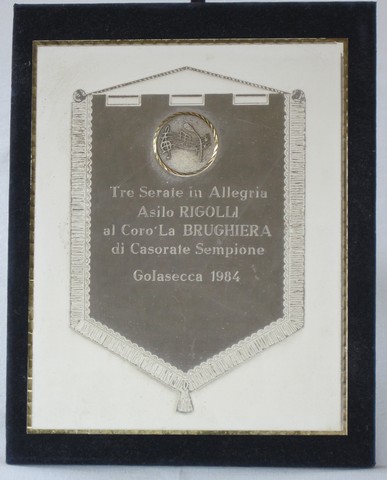 Tre Serate in Allegria
Asilo RIGOLLI
al Coro "La BRUGHIERA
di Casorate Sempione
Golasecca 1984